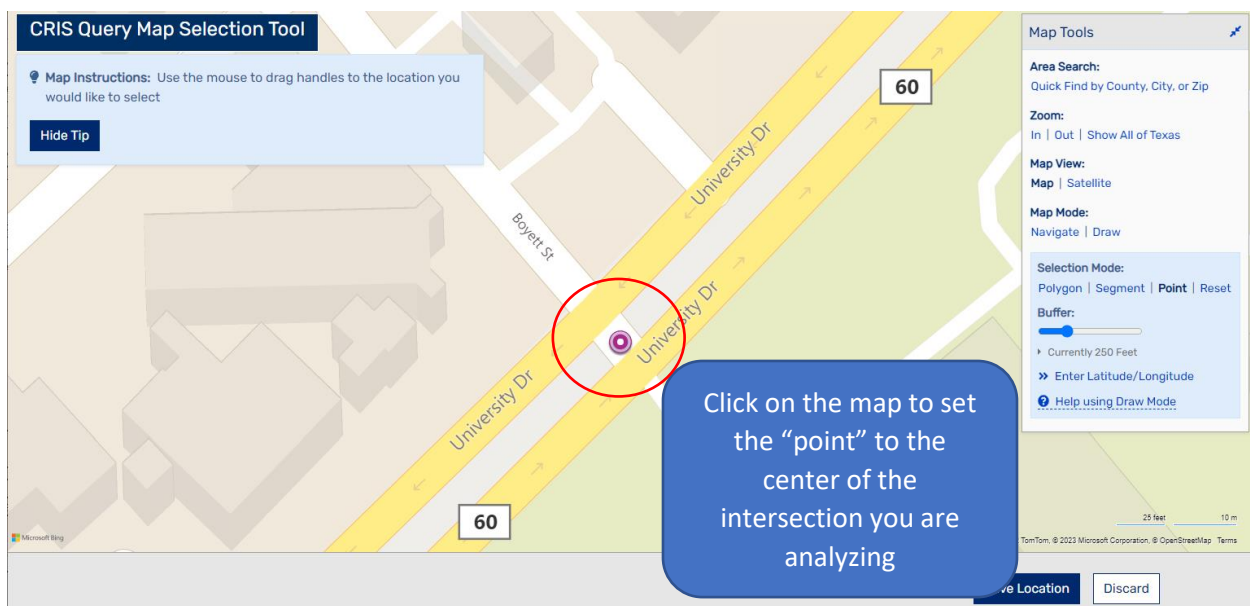 CRIS Query Map Selection Tool
Map Instructions: Use the mouse to drag handles to the location you
would like to select
Hide Tip
60
University Dr
Boyett St
University Dr
University Dr
60
Microsoft Bing
Click on the map to set
the “point” to the
center of the
intersection you are
analyzing
Map Tools
Area Search:
Quick Find by County, City, or Zip
Zoom:
In | Out | Show All of Texas
Map View:
Map | Satellite
Map Mode:
Navigate | Draw
Selection Mode:
Polygon | Segment | Point | Reset
Buffer:
Currently 250 Feet
» Enter Latitude/Longitude
Help using Draw Mode
25 feet 10 m
TomTom, © 2023 Microsoft Corporation, © OpenStreetMap Terms
Location Discard